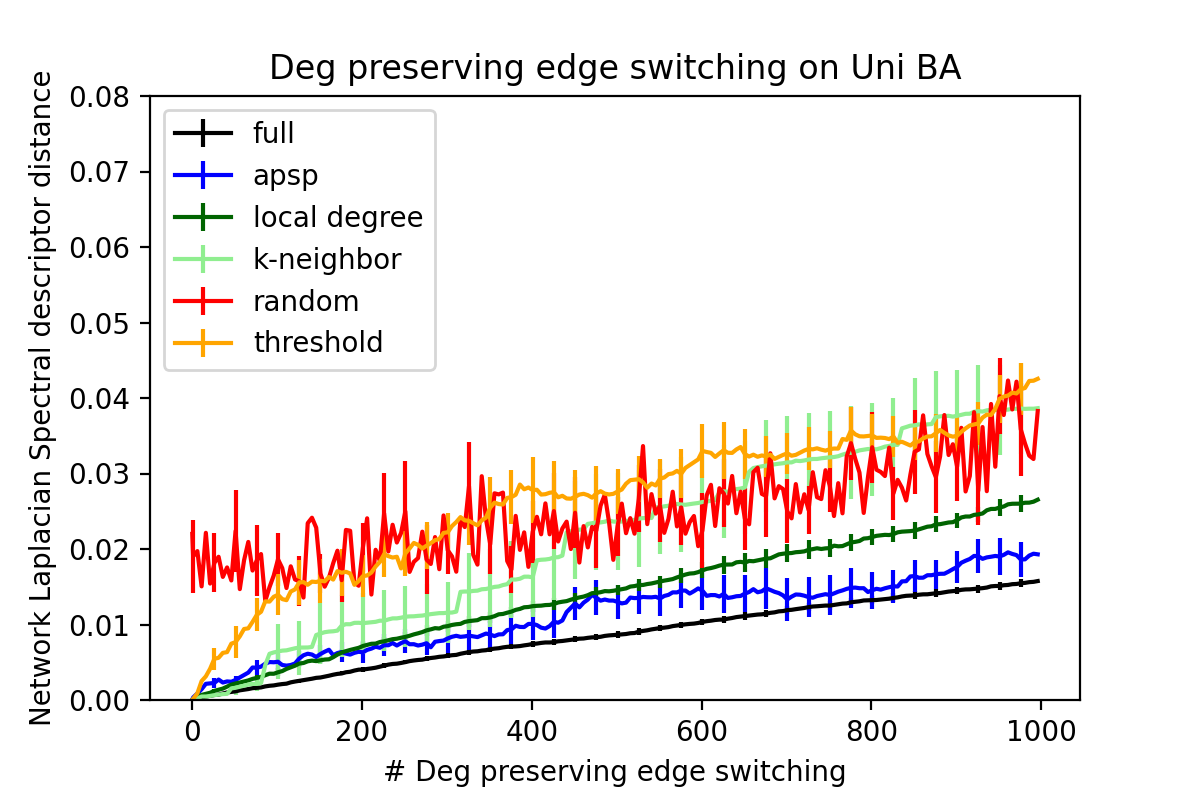 Deg preserving edge switching on Uni BA
Network Laplacian Spectral descriptor distance
0.08
0.07
0.06
0.05
0.04
0.03
0.02
0.01
0.00
full
apsp
local degree
k-neighbor
random
threshold
0 200 400 600 800 1000
# Deg preserving edge switching